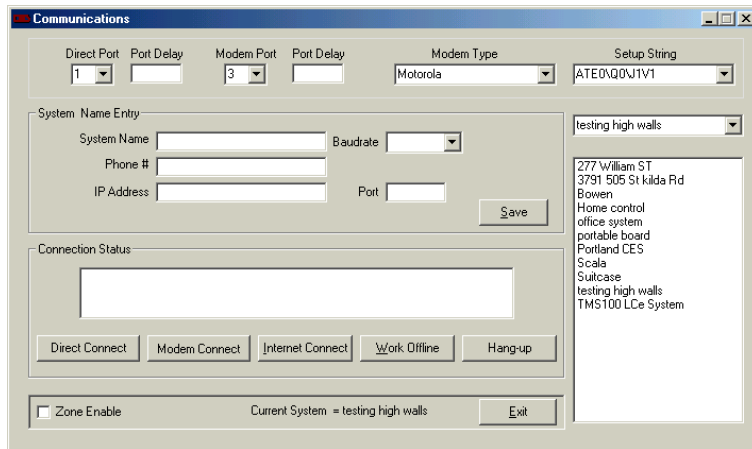 Communications
Direct Port Port Delay Modem Port Port Delay Modem Type Setup String
1 3 Motorola ATE0\Q0\J1V1
System Name Entry
System Name Baudrate
Phone #
IP Address Port
Save
testing high walls
277 William ST
3791 505 St kilda Rd
Bowen
Home control
office system
portable board
Portland CES
Scala
Suitcase
testing high walls
TMS100 LCe System
Connection Status
Direct Connect Modem Connect Internet Connect Work Offline Hang-up
Zone Enable Current System = testing high walls Exit